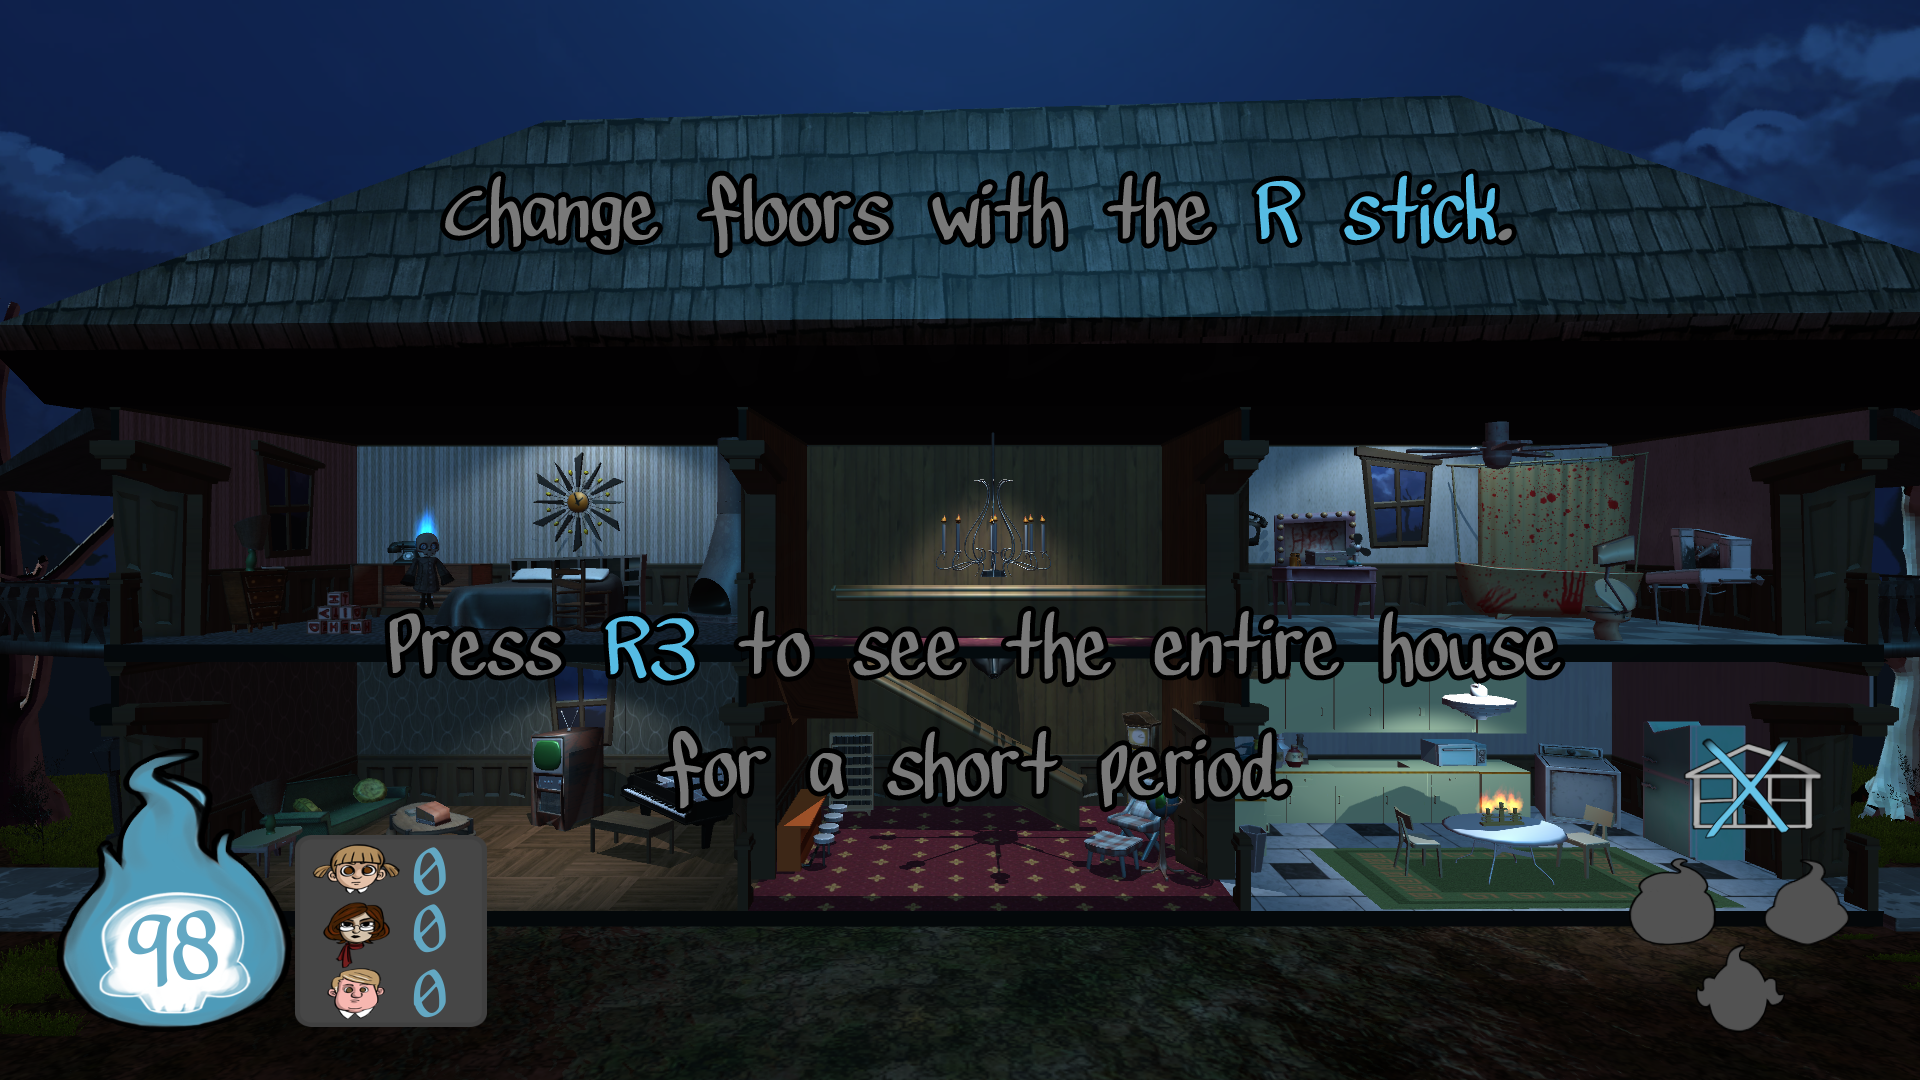 Change floors with the R stick.
Press R3 to see the entire house
for a short period.
98
0
0
0